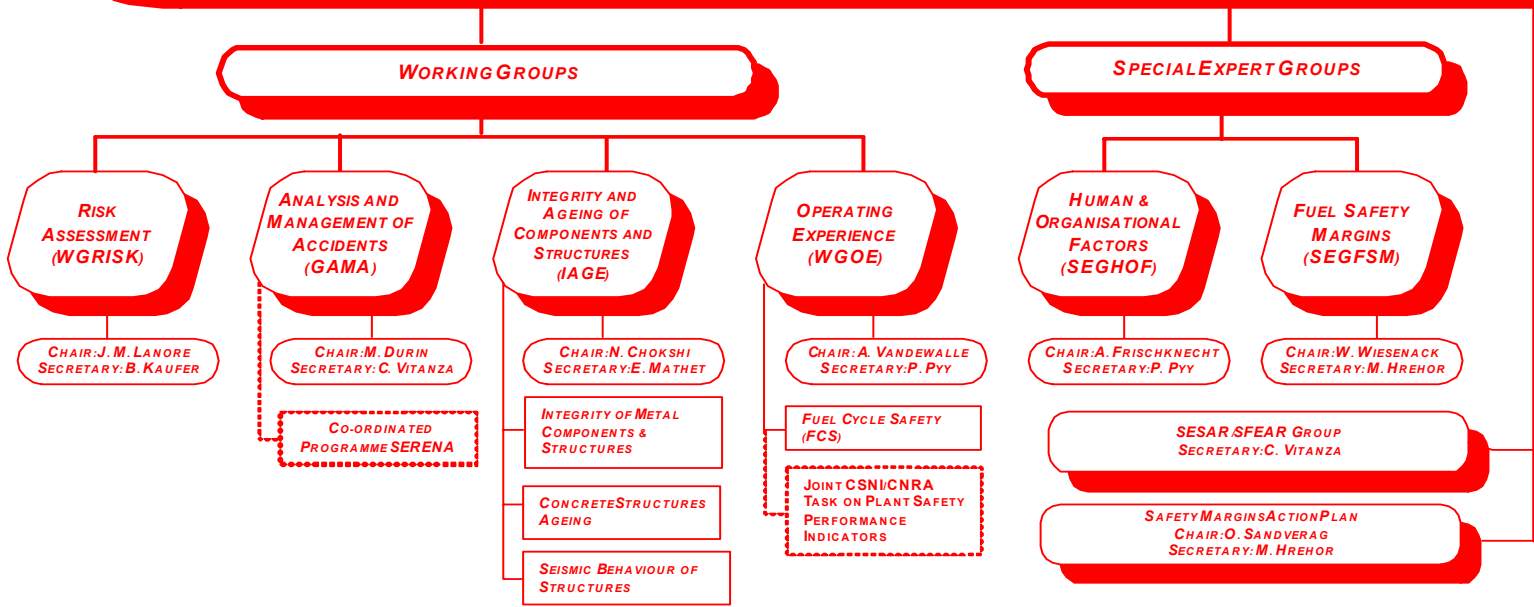 WORKING GROUPS
SPECIAL EXPERT GROUPS
RISK
ASSESSMENT
(WGRISK)
ANALYSIS AND
MANAGEMENT OF
ACCIDENTS
(GAMA)
INTEGRITY AND
AGEING OF
COMPONENTS AND
STRUCTURES
(IAGE)
OPERATING
EXPERIENCE
(WGOE)
HUMAN &
ORGANISATIONAL
FACTORS
(SEGHOF)
FUEL SAFETY
MARGINS
(SEGFSM)
CHAIR: J. M. LANORE
SECRETARY: B. KAUFER
CHAIR: M. DURIN
SECRETARY: C. VITANZA
CHAIR: N. CHOKSHI
SECRETARY: E. MATHET
CHAIR: A. VANDEWALLE
SECRETARY: P. PYY
CHAIR: A. FRISCHKNECHT
SECRETARY: P. PYY
CHAIR: W. WIESENACK
SECRETARY: M. HREHOR
CO-ORDINATED
PROGRAMME SERENA
INTEGRITY OF METAL
COMPONENTS &
STRUCTURES
CONCRETE STRUCTURES
AGEING
SEISMIC BEHAVIOUR OF
STRUCTURES
FUEL CYCLE SAFETY
(FCS)
JOINT CSNI/CNRA
TASK ON PLANT SAFETY
PERFORMANCE
INDICATORS
SESAR/SFEAR GROUP
SECRETARY: C. VITANZA
SAFETY MARGINS ACTION PLAN
CHAIR: O. SANDVERAG
SECRETARY: M. HREHOR